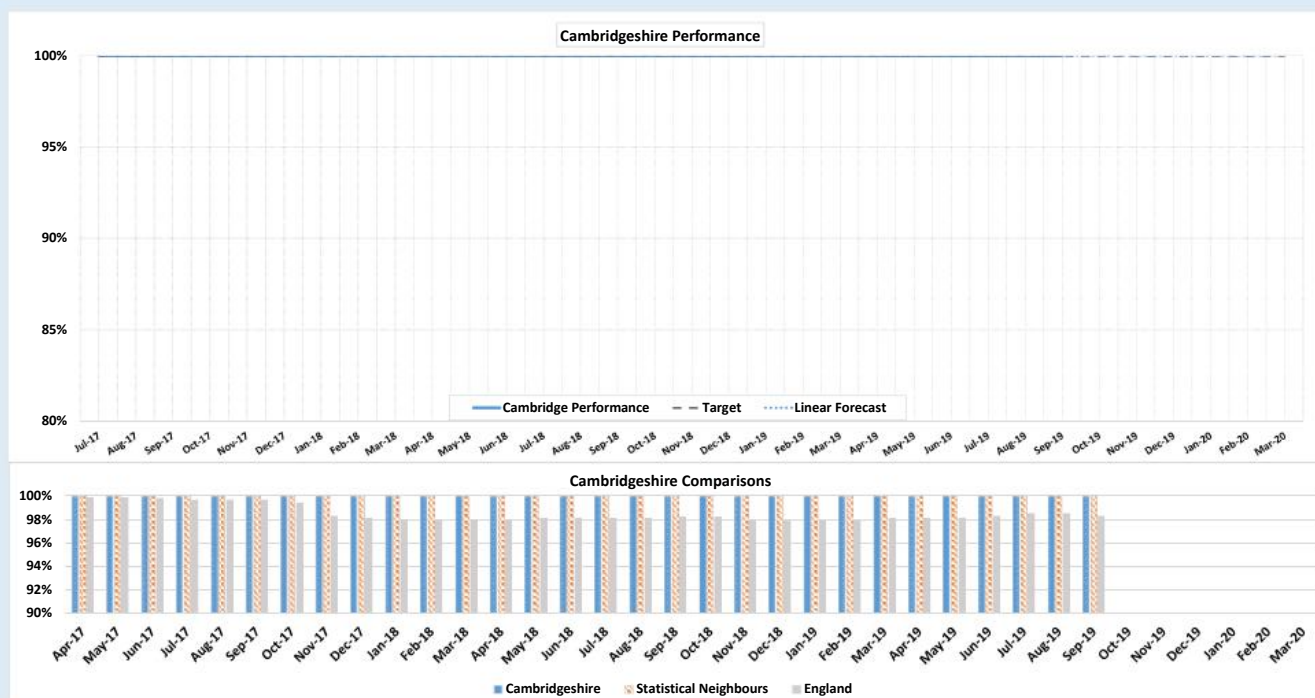 Cambridgeshire Performance
100%
95%
90%
85%
80%
Cambridge Performance Target Linear Forecast
Jul-17 Aug-17 Sep-17 Oct-17 Nov-17 Dec-17 Jan-18 Feb-18 Mar-18 Apr-18 May-18 Jun-18 Jul-18 Aug-18 Sep-18 Oct-18 Nov-18 Dec-18 Jan-19 Feb-19 Mar-19 Apr-19 May-19 Jun-19 Jul-19 Aug-19 Sep-19 Oct-19 Nov-19 Dec-19 Jan-20 Feb-20 Mar-20
Cambridgeshire Comparisons
100%
98%
96%
94%
92%
90%
Apr-17 May-17 Jun-17 Jul-17 Aug-17 Sep-17 Oct-17 Nov-17 Dec-17 Jan-18 Feb-18 Mar-18 Apr-18 May-18 Jun-18 Jul-18 Aug-18 Sep-18 Oct-18 Nov-18 Dec-18 Jan-19 Feb-19 Mar-19 Apr-19 May-19 Jun-19 Jul-19 Aug-19 Sep-19 Oct-19 Nov-19 Dec-19 Jan-20 Feb-20 Mar-20
Cambridgeshire Statistical Neighbours England